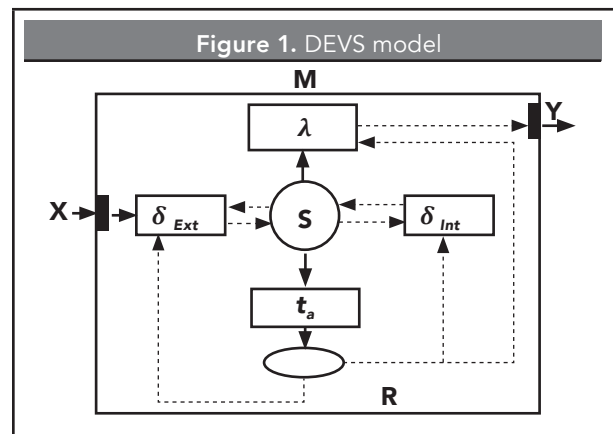 Figure 1. DEVS model
M
λ
Y
X
δ Ext
S
δ Int
t a
R